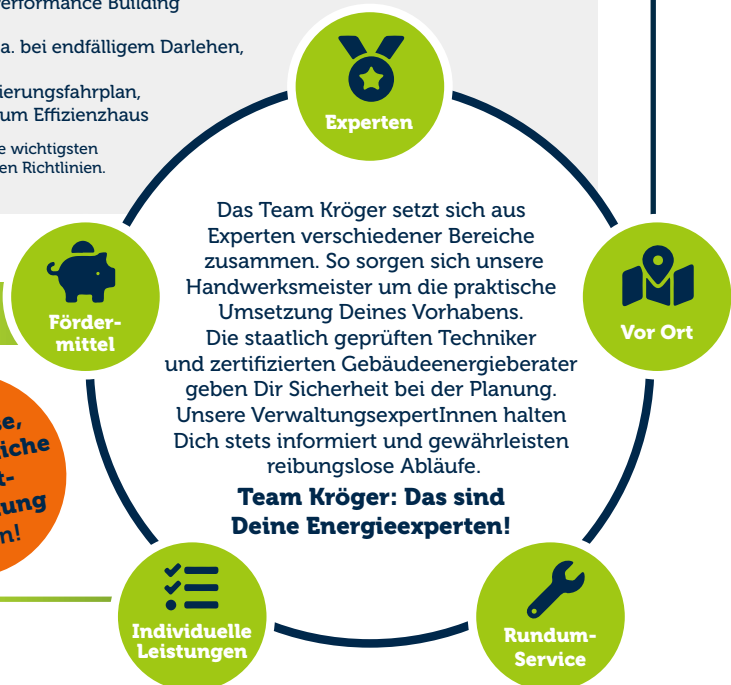 Performance Building
a. bei endfälligem Darlehen,
ierungsfahrplan,
um Effizienzhaus
e wichtigsten
en Richtlinien.
Experten
Das Team Kröger setzt sich aus
Experten verschiedener Bereiche
zusammen. So sorgen sich unsere
Handwerksmeister um die praktische
Umsetzung Deines Vorhabens.
Die staatlich geprüften Techniker
und zertifizierten Gebäudeenergieberater
geben Dir Sicherheit bei der Planung.
Unsere VerwaltungsexpertInnen halten
Dich stets informiert und gewährleisten
reibungslose Abläufe.
Team Kröger: Das sind
Deine Energieexperten!
Förder-
mittel
Vor Ort
e,
iche
t-
ung
n!
Individuelle
Leistungen
Rundum-
Service